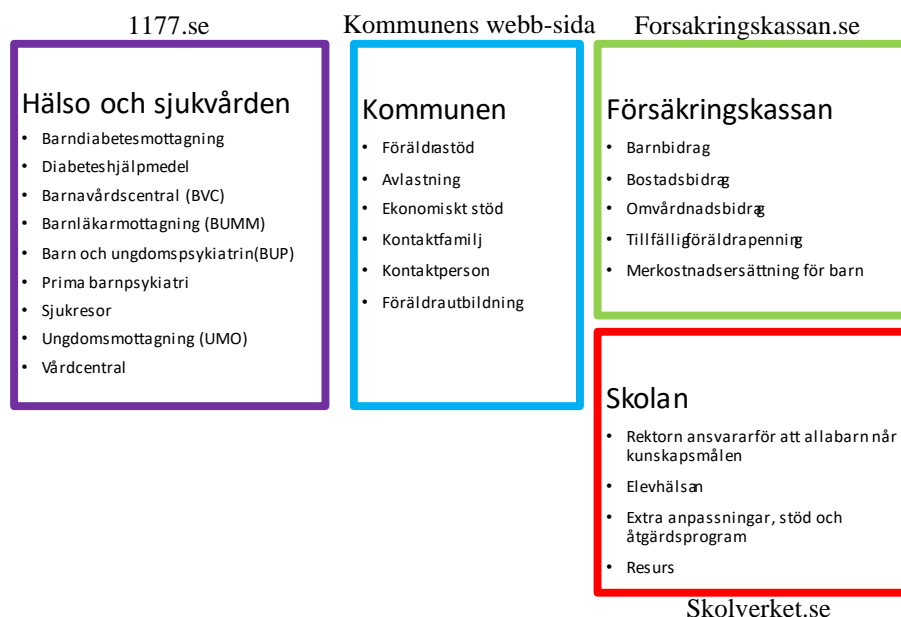 1177.se
Hälso och sjukvården
• Barndiabetesmottagning
• Diabeteshjälpmedel
• Barnavårdscentral (BVC)
• Barnläkarmottagning (BUMM)
• Barn och ungdomspsykiatrin(BUP)
• Prima barnpsykiatri
• Sjukresor
• Ungdomsmottagning (UMO)
• Vårdcentral
Kommunens webb-sida
Kommunen
• Föräldrastöd
• Avlastning
• Ekonomiskt stöd
• Kontaktfamilj
• Kontaktperson
• Föräldrautbildning
Forsakringskassan.se
Försäkringskassan
• Barnbidrag
• Bostadsbidrag
• Omvårdnadsbidrag
• Tillfälligföräldrapenning
• Merkostnadsersättning för barn
Skolan
• Rektorn ansvararför att allabarn når
kunskapsmålen
• Elevhälsan
• Extra anpassningar, stöd och
åtgärdsprogram
• Resurs
Skolverket.se